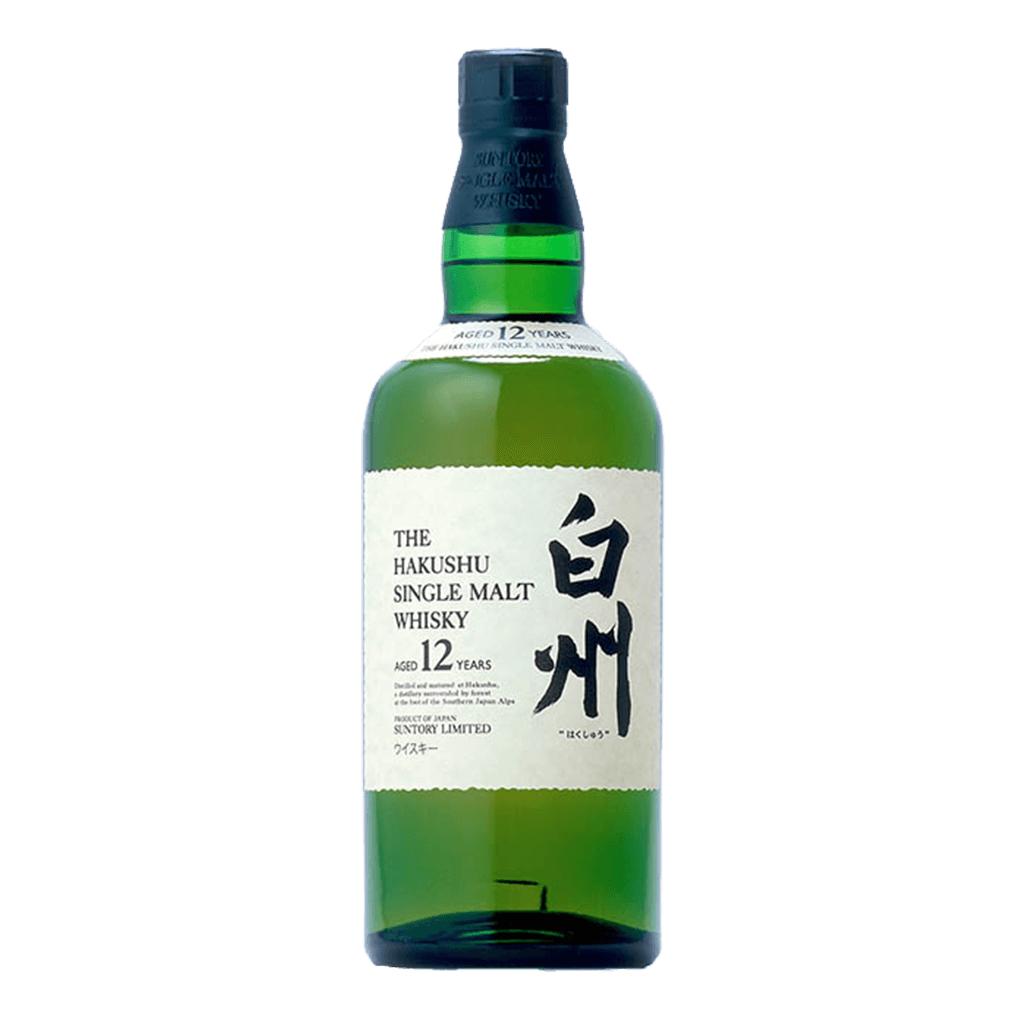 SUNTORY
SINGLE MALT
WHISKY
AGED 12 YEARS
THE HAKUSHU SINGLE MALT WHISKY
THE
HAKUSHU
SINGLE MALT
WHISKY
AGED 12 YEARS
Distilled and matured at Hakushu,
a distillery surrounded by forest
at the foot of the Southern Japan Alps
PRODUCT OF JAPAN
SUNTORY LIMITED
ウイスキー
白州
"はくしゅう"